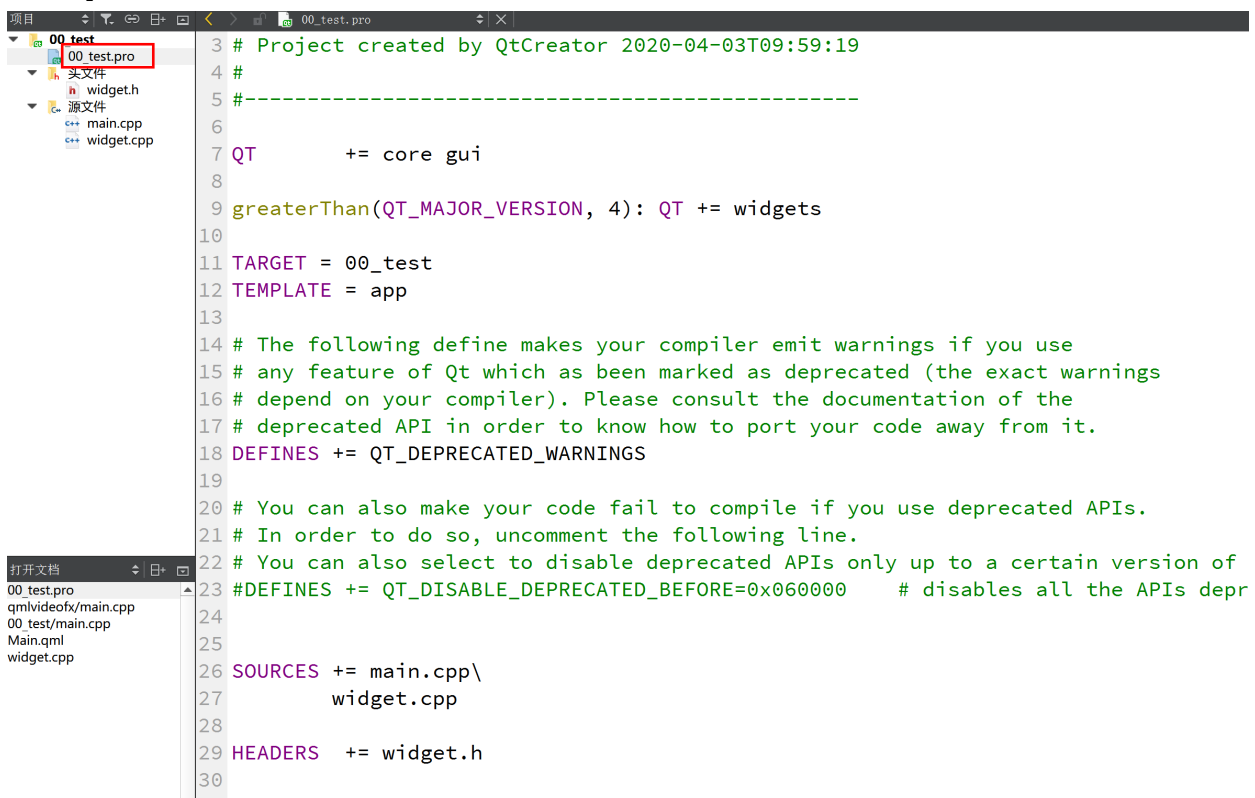 项目
00_test
00_test.pro
头文件
widget.h
源文件
main.cpp
widget.cpp
打开文档
00_test.pro
qmlvideofx/main.cpp
00_test/main.cpp
Main.qml
widget.cpp
00_test.pro
3 # Project created by QtCreator 2020-04-03T09:59:19
4 #
5 #-------------------------------------------------
6
7 QT       += core gui
8
9 greaterThan(QT_MAJOR_VERSION, 4): QT += widgets
10
11 TARGET = 00_test
12 TEMPLATE = app
13
14 # The following define makes your compiler emit warnings if you use
15 # any feature of Qt which as been marked as deprecated (the exact warnings
16 # depend on your compiler). Please consult the documentation of the
17 # deprecated API in order to know how to port your code away from it.
18 DEFINES += QT_DEPRECATED_WARNINGS
19
20 # You can also make your code fail to compile if you use deprecated APIs.
21 # In order to do so, uncomment the following line.
22 # You can also select to disable deprecated APIs only up to a certain version of
23 #DEFINES += QT_DISABLE_DEPRECATED_BEFORE=0x060000    # disables all the APIs depr
24
25
26 SOURCES += main.cpp\
27         widget.cpp
28
29 HEADERS  += widget.h
30